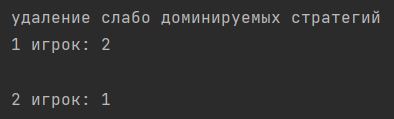 удаление слабо доминируемых стратегий
1 игрок: 2
2 игрок: 1